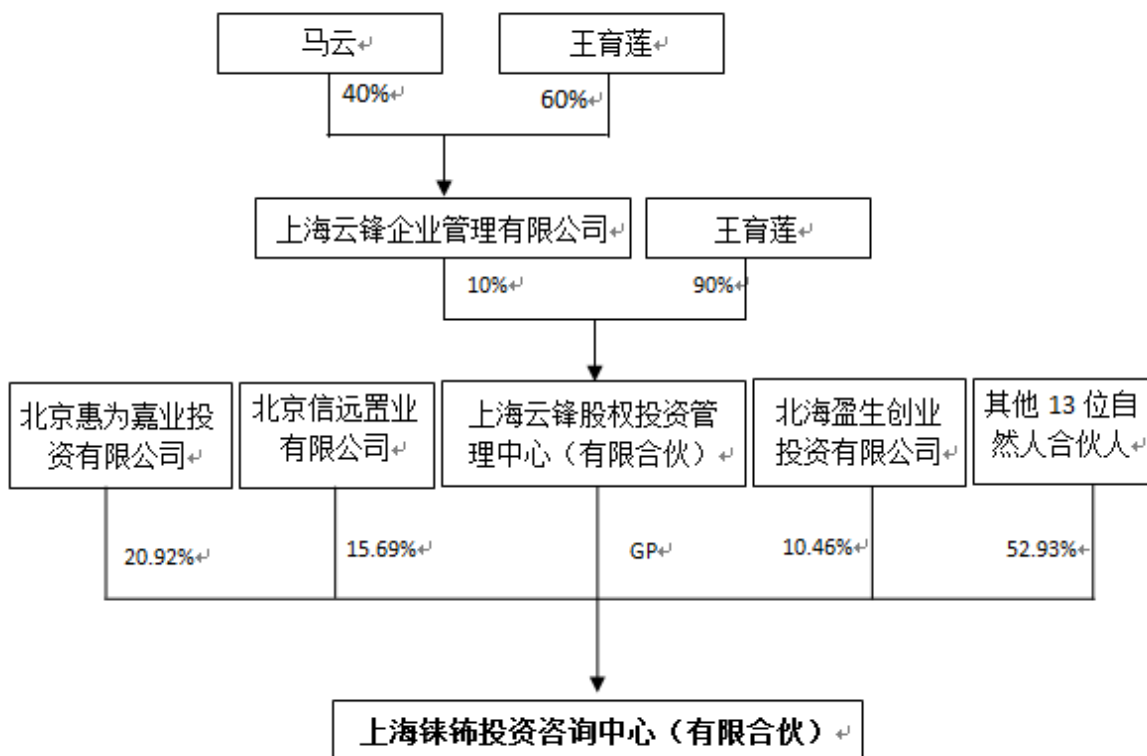 马云
王育莲
40%
60%
上海云锋企业管理有限公司
王育莲
10%
90%
北京惠为嘉业投
资有限公司
北京信远置业
有限公司
上海云锋股权投资管
理中心（有限合伙）
北海盈生创业
投资有限公司
其他 13 位自
然人合伙人
20.92%
15.69%
GP
10.46%
52.93%
上海铼钸投资咨询中心（有限合伙）